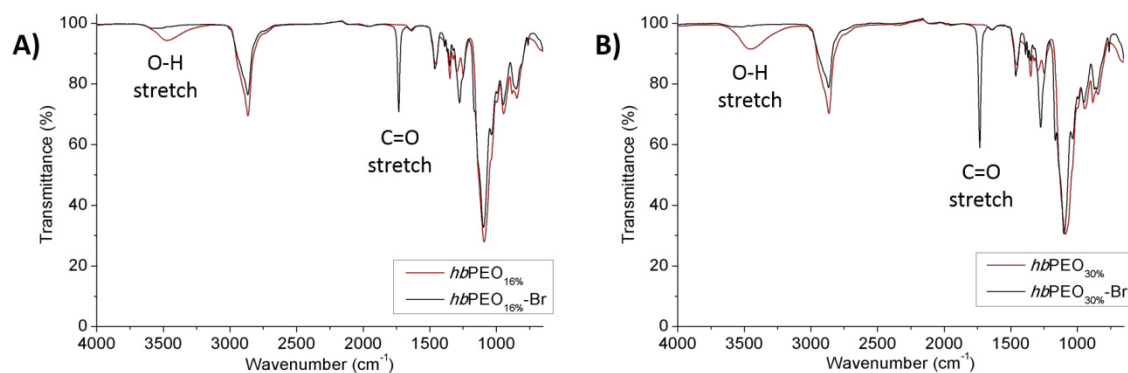 A)
100
80
60
40
20
0
Transmittance (%)
O-H
stretch
C=O
stretch
hbPEO16%
hbPEO16%-Br
4000 3500 3000 2500 2000 1500 1000
Wavenumber (cm-1)
B)
100
80
60
40
20
0
Transmittance (%)
O-H
stretch
C=O
stretch
hbPEO30%
hbPEO30%-Br
4000 3500 3000 2500 2000 1500 1000
Wavenumber (cm-1)